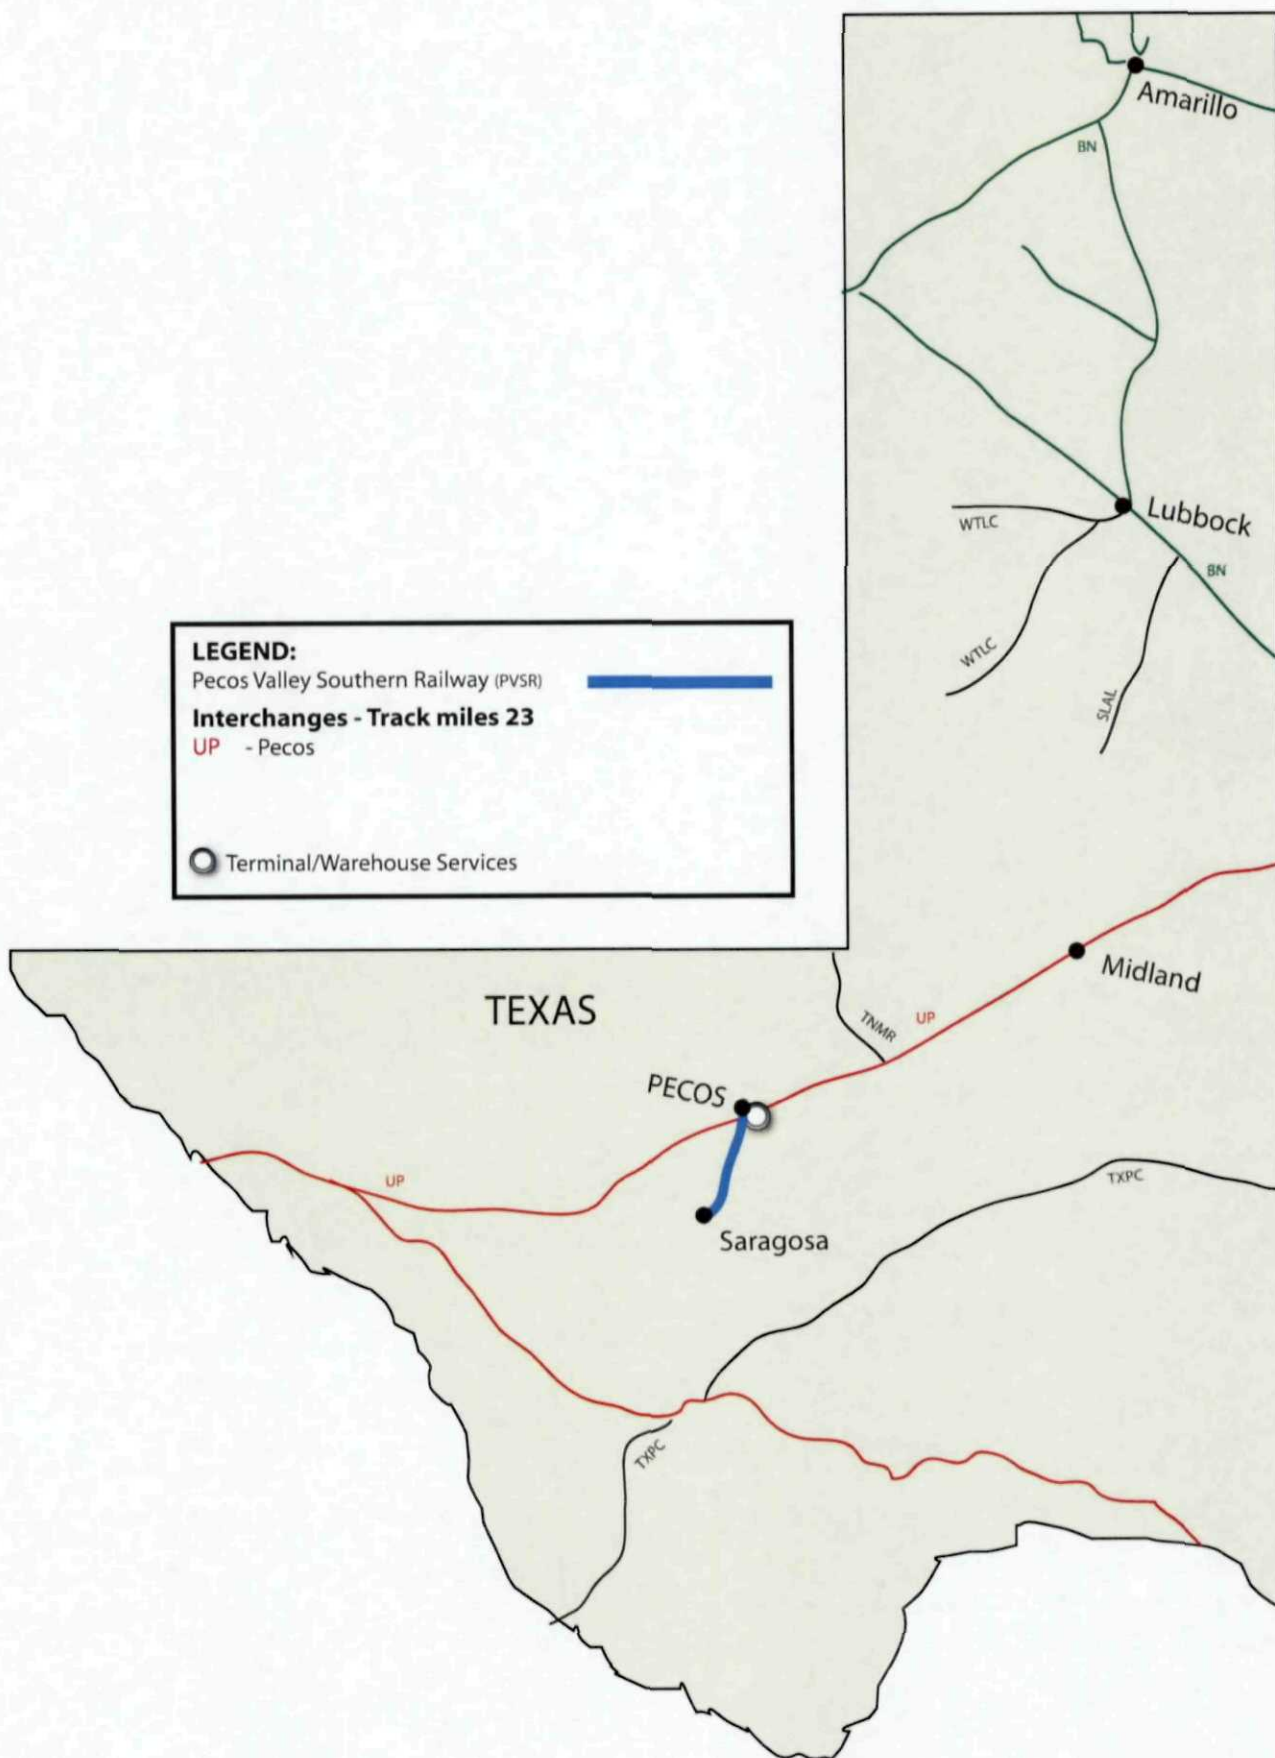 Amarillo
BN
Lubbock
WTLC
BN
WTLC
SLAL
LEGEND:
Pecos Valley Southern Railway (PVSR)
Interchanges - Track miles 23
UP - Pecos
Terminal/Warehouse Services
Midland
TEXAS
TNMR
UP
PECOS
TXPC
UP
Saragosa
TXPC